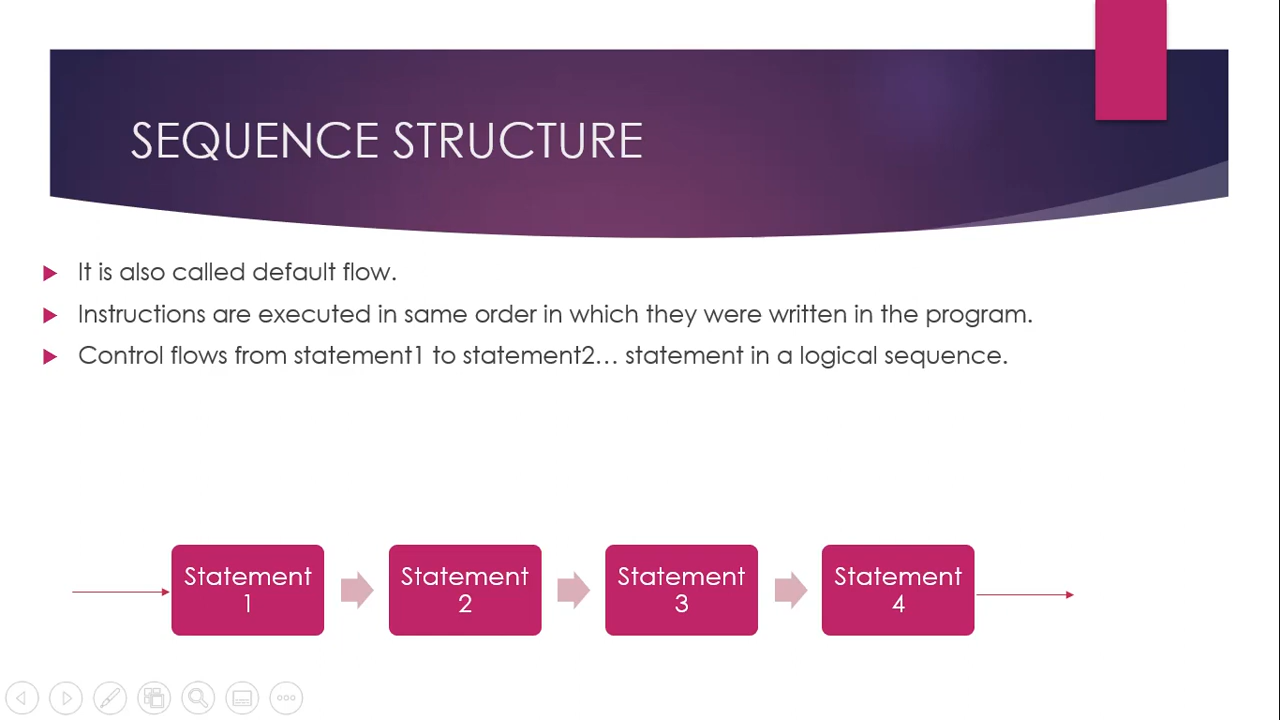 SEQUENCE STRUCTURE
It is also called default flow.
Instructions are executed in same order in which they were written in the program.
Control flows from statement1 to statement2... statement in a logical sequence.
Statement
1
Statement
2
Statement
3
Statement
4